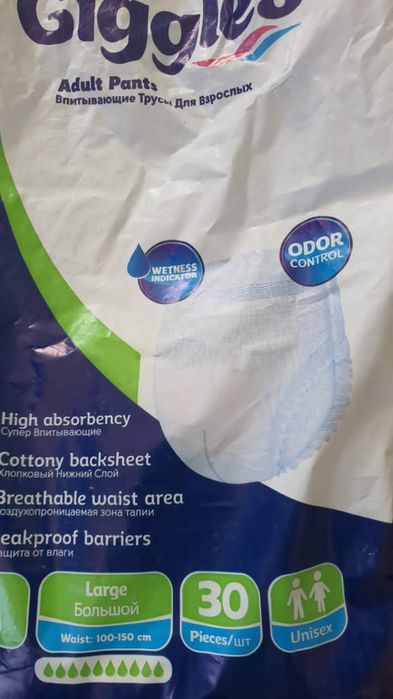 Giggles
Adult Pants
Впитывающие Трусы Для Взрослых
WETNESS
INDICATOR
ODOR
CONTROL
High absorbency
Супер Впитывающие
Cottony backsheet
Хлопковый Нижний Слой
Breathable waist area
оздухопроницаемая зона талии
eakproof barriers
ащита от влаги
Large
Большой
Waist: 100-150 cm
30
Pieces/шт
Unisex